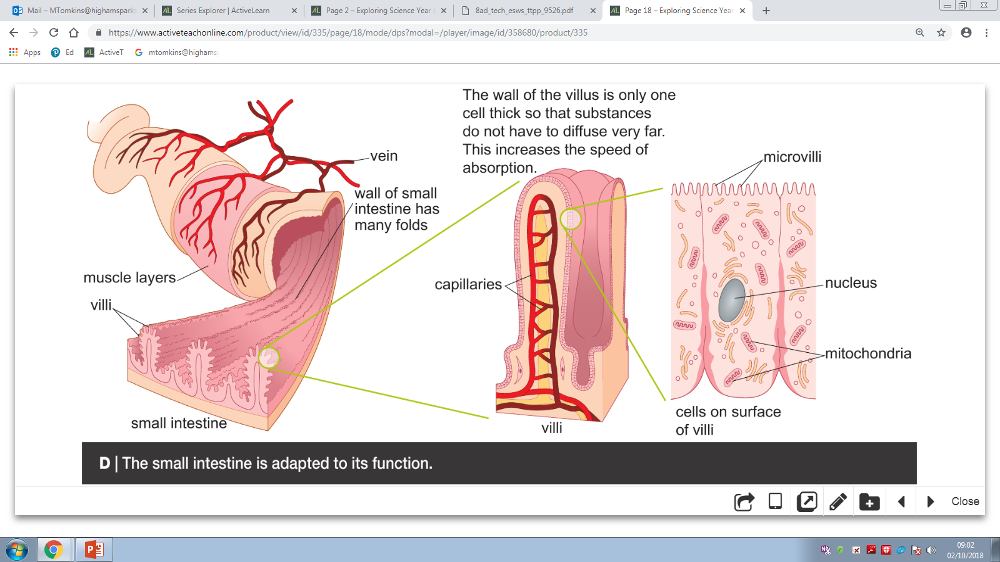 Mail – MTomkins@highamspark
Series Explorer | ActiveLearn
Page 2 – Exploring Science Year 8
8ad_tech_esws_ttpp_9526.pdf
Page 18 – Exploring Science Year
https://www.activeteachonline.com/product/view/id/335/page/18/mode/dps?modal=/player/image/id/358680/product/335
Apps
Ed
ActiveT
mtomkins@highams
The wall of the villus is only one
cell thick so that substances
do not have to diffuse very far.
This increases the speed of
absorption.
vein
microvilli
wall of small
intestine has
many folds
muscle layers
capillaries
nucleus
villi
mitochondria
cells on surface
of villi
small intestine
villi
D | The small intestine is adapted to its function.
Close
09:02
02/10/2018